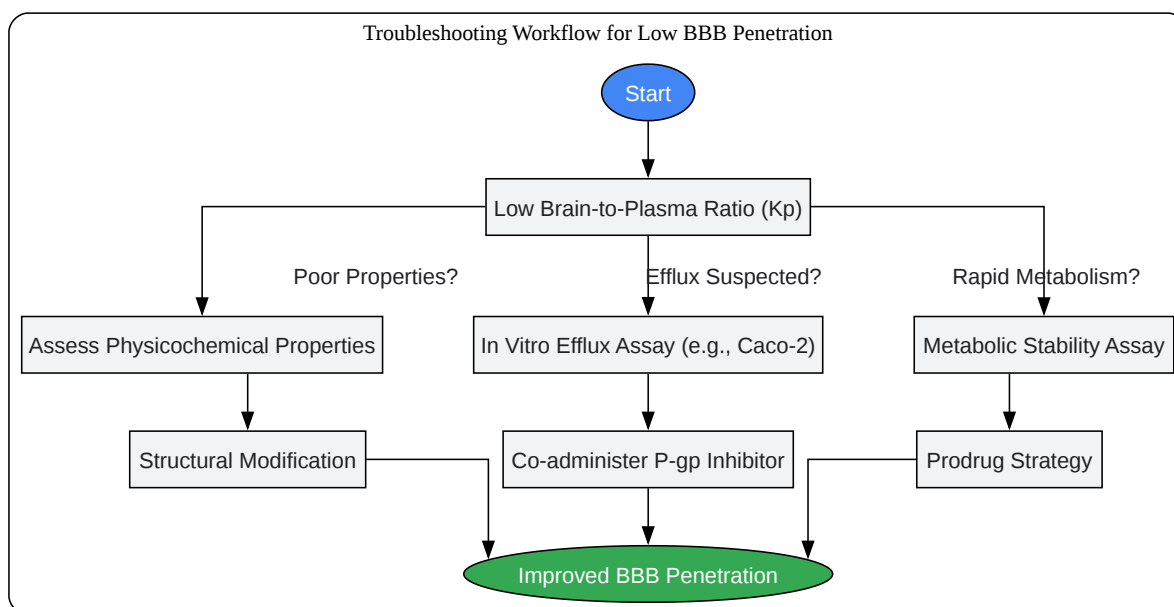 Troubleshooting Workflow for Low BBB Penetration
Start
Low Brain-to-Plasma Ratio (Kp)
Poor Properties?
Efflux Suspected?
Rapid Metabolism?
Assess Physicochemical Properties
In Vitro Efflux Assay (e.g., Caco-2)
Metabolic Stability Assay
Structural Modification
Co-administer P-gp Inhibitor
Prodrug Strategy
Improved BBB Penetration